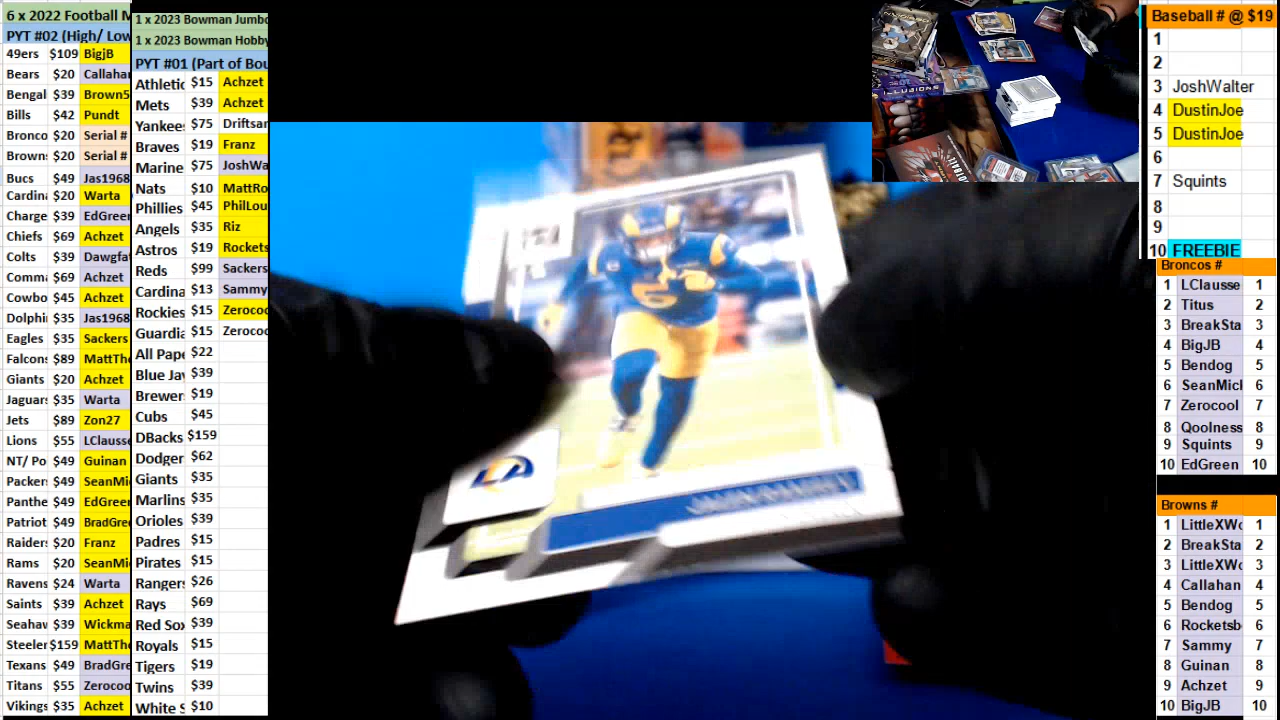 6 x 2022 Football M
PYT #02 (High/ Low
49ers $109 BigjB
Bears $20 Callahan
Bengal $39 Brown5
Bills $42 Pundt
Bronco $20 Serial #
Brown: $20 Serial #
Bucs $49 Jas1968
Cardina $20 Warta
Charge $39 EdGreen
Chiefs $69 Achzet
Colts $39 Dawgfa
Comm $69 Achzet
Cowbo $45 Achzet
Dolphi $35 Jas1968
Eagles $35 Sackers
Falcon: $89 MattTh
Giants $20 Achzet
Jaguar: $35 Warta
Jets $89 Zon27
Lions $55 LClausse
NT/ Po $49 Guinan
Packer: $49 SeanMi
Panthe $49 EdGreen
Patriot $49 BradGre
Raider: $20 Franz
Rams $20 SeanMi
Ravens $24 Warta
Saints $39 Achzet
Seahav $39 Wickma
Steeler $159 MattTh
Texans $49 BradGre
Titans $55 Zerocoo
Viking: $35 Achzet
1 x 2023 Bowman Jumbo
1 x 2023 Bowman Hobby
PYT #01 (Part of Bou
Athletic $15 Achzet
Mets $39 Achzet
Yankee: $75 Driftsar
Braves $19 Franz
Marine $75 JoshWa
Nats $10 MattRo
Phillies $45 PhilLou
Angels $35 Riz
Astros $19 Rockets
Reds $99 Sackers
Cardina $13 Sammy
Rockies $15 Zerocoo
Guardia $15 Zerocoo
All Pape $22
Blue Ja $39
Brewer $19
Cubs $45
DBacks $159
Dodger $62
Giants $35
Marlins $35
Orioles $39
Padres $15
Pirates $15
Ranger: $26
Rays $69
Red So $39
Royals $15
Tigers $19
Twins $39
White S $10
ILLUSIONS
Baseball # @ $19
1
2
3 JoshWalter
4 DustinJoe
5 DustinJoe
6
7 Squints
8
9
10 FREEBIE
Broncos #
1 LClausse 1
2 Titus 2
3 BreakSta 3
4 BigJB 4
5 Bendog 5
6 SeanMicl 6
7 Zerocool 7
8 Qoolness 8
9 Squints 9
10 EdGreen 10
Browns #
1 LittleXWo 1
2 BreakSta 2
3 LittleXWo 3
4 Callahan 4
5 Bendog 5
6 Rocketsb 6
7 Sammy 7
8 Guinan 8
9 Achzet 9
10 BigJB 10